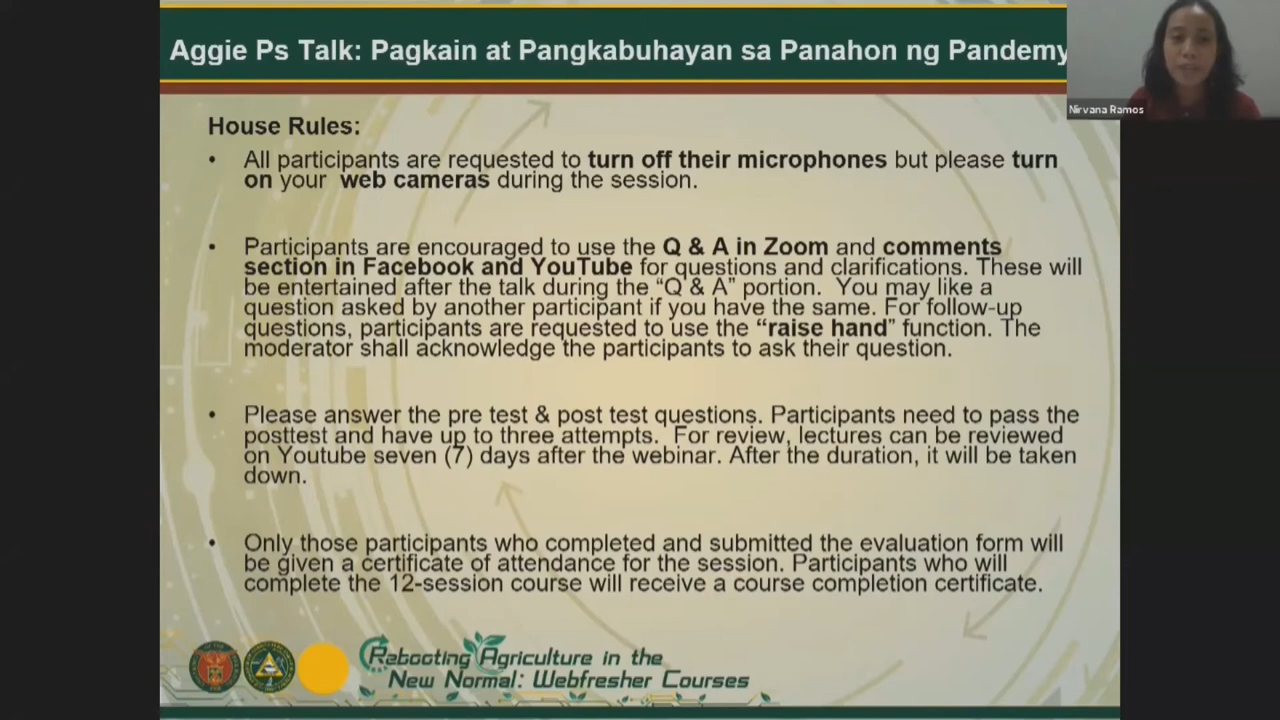 Aggie Ps Talk: Pagkain at Pangkabuhayan sa Panahon ng Pandemy
Nirvana Ramos
House Rules:
• All participants are requested to turn off their microphones but please turn
on your web cameras during the session.
• Participants are encouraged to use the Q & A in Zoom and comments
section in Facebook and YouTube for questions and clarifications. These will
be entertained after the talk during the “Q & A” portion. You may like a
question asked by another participant if you have the same. For follow-up
questions, participants are requested to use the “raise hand” function. The
moderator shall acknowledge the participants to ask their question.
• Please answer the pre test & post test questions. Participants need to pass the
posttest and have up to three attempts. For review, lectures can be reviewed
on Youtube seven (7) days after the webinar. After the duration, it will be taken
down.
• Only those participants who completed and submitted the evaluation form will
be given a certificate of attendance for the session. Participants who will
complete the 12-session course will receive a course completion certificate.
Rebooting Agriculture in the
New Normal: Webfresher Courses